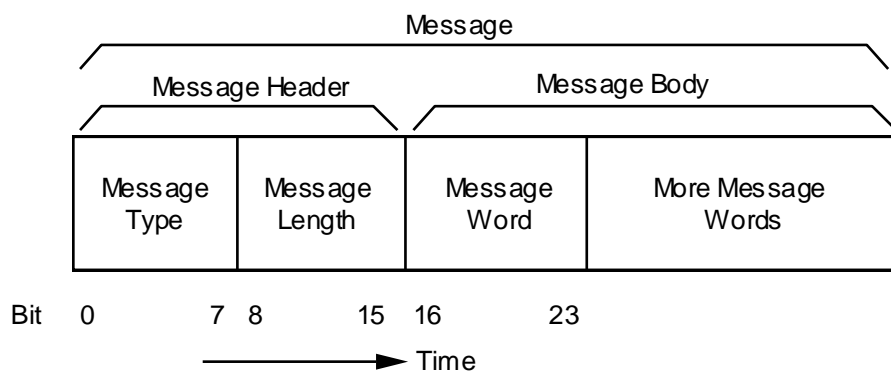 Message
Message Header
Message Body
Message Type
Message Length
Message Word
More Message Words
Bit 0 7 8 15 16 23
Time